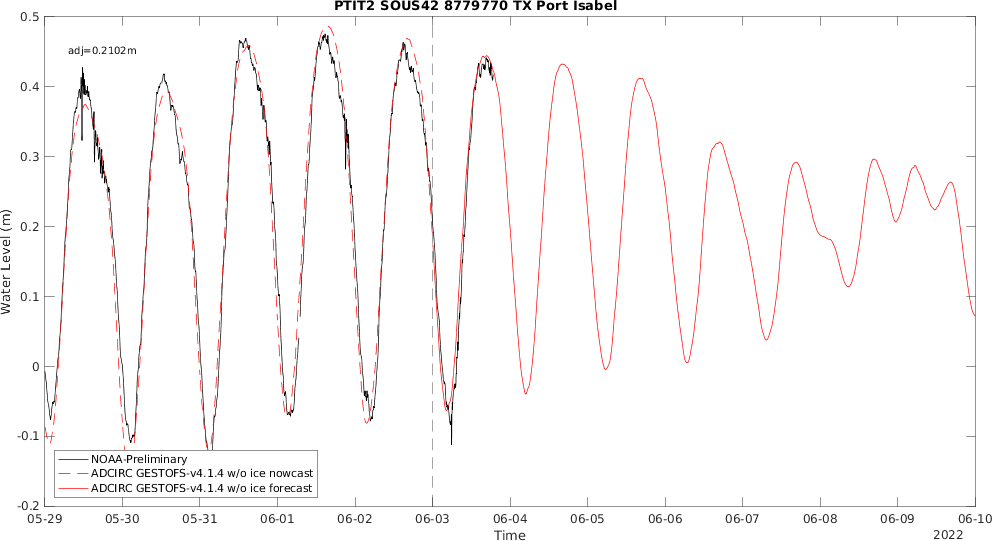 PTIT2 SOUS42 8779770 TX Port Isabel
adj=0.2102m
0.5
0.4
0.3
0.2
0.1
0
-0.1
-0.2
Water Level (m)
NOAA-Preliminary
ADCIRC GESTOFS-v4.1.4 w/o ice nowcast
ADCIRC GESTOFS-v4.1.4 w/o ice forecast
05-29 05-30 05-31 06-01 06-02 06-03 06-04 06-05 06-06 06-07 06-08 06-09 06-10
Time
2022